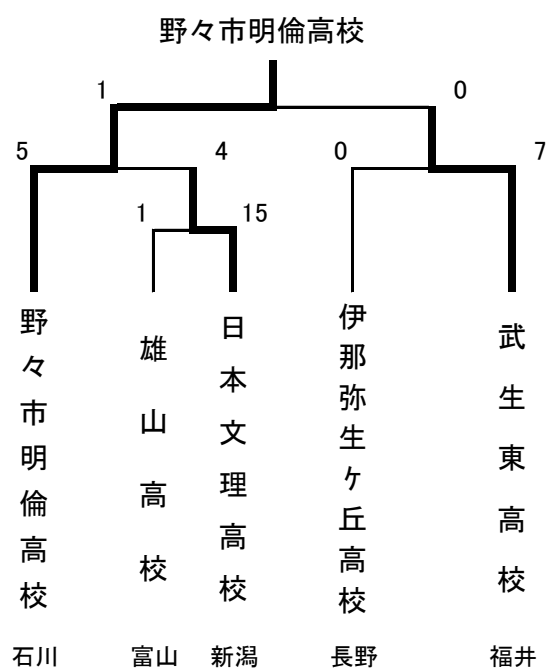 野々市明倫高校
1
0
5
4
0
7
1
15
野々市明倫高校
雄山高校
日本文理高校
伊那弥生ケ丘高校
武生東高校
石川
富山
新潟
長野
福井